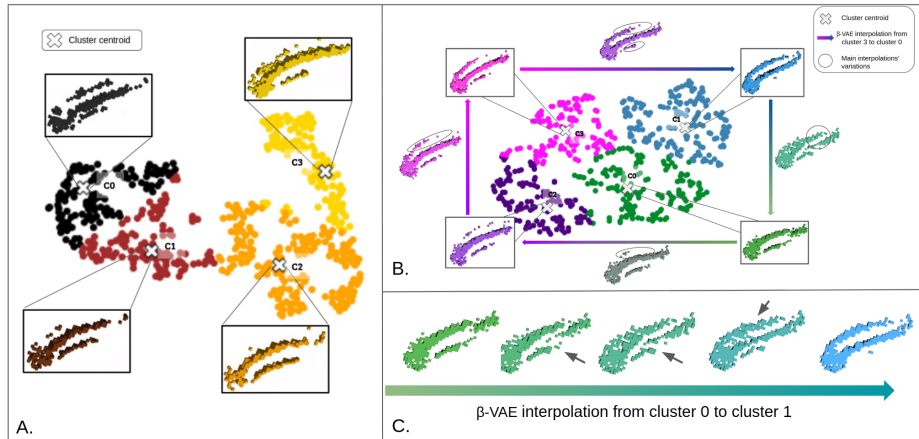 Cluster centroid
C0
C3
C1
C2
A.
Cluster centroid
β-VAE interpolation from
cluster 3 to cluster 0
Main interpolations'
variations
C1
C3
C0
C2
B.
β-VAE interpolation from cluster 0 to cluster 1
C.